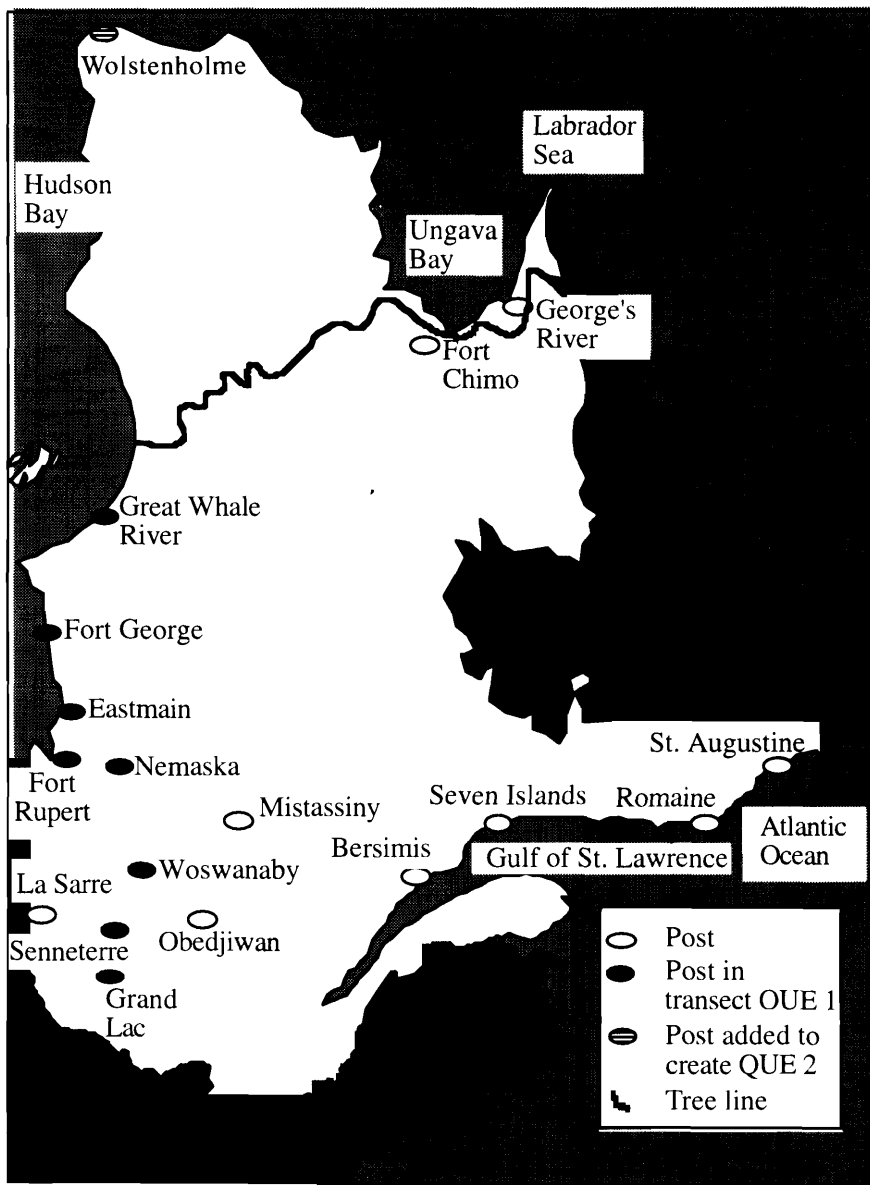 Wolstenholme
Labrador
Sea
Hudson
Bay
Ungava
Bay
George's
River
Fort
Chimo
Great Whale
River
Fort George
Eastmain
St. Augustine
Nemaska
Fort
Rupert
Mistassiny
Seven Islands
Romaine
Atlantic
Ocean
Bersimis
Gulf of St. Lawrence
Woswanaby
La Sarre
Senneterre
Obedjiwan
Grand
Lac
Post
Post in
transect OUE 1
Post added to
create QUE 2
Tree line